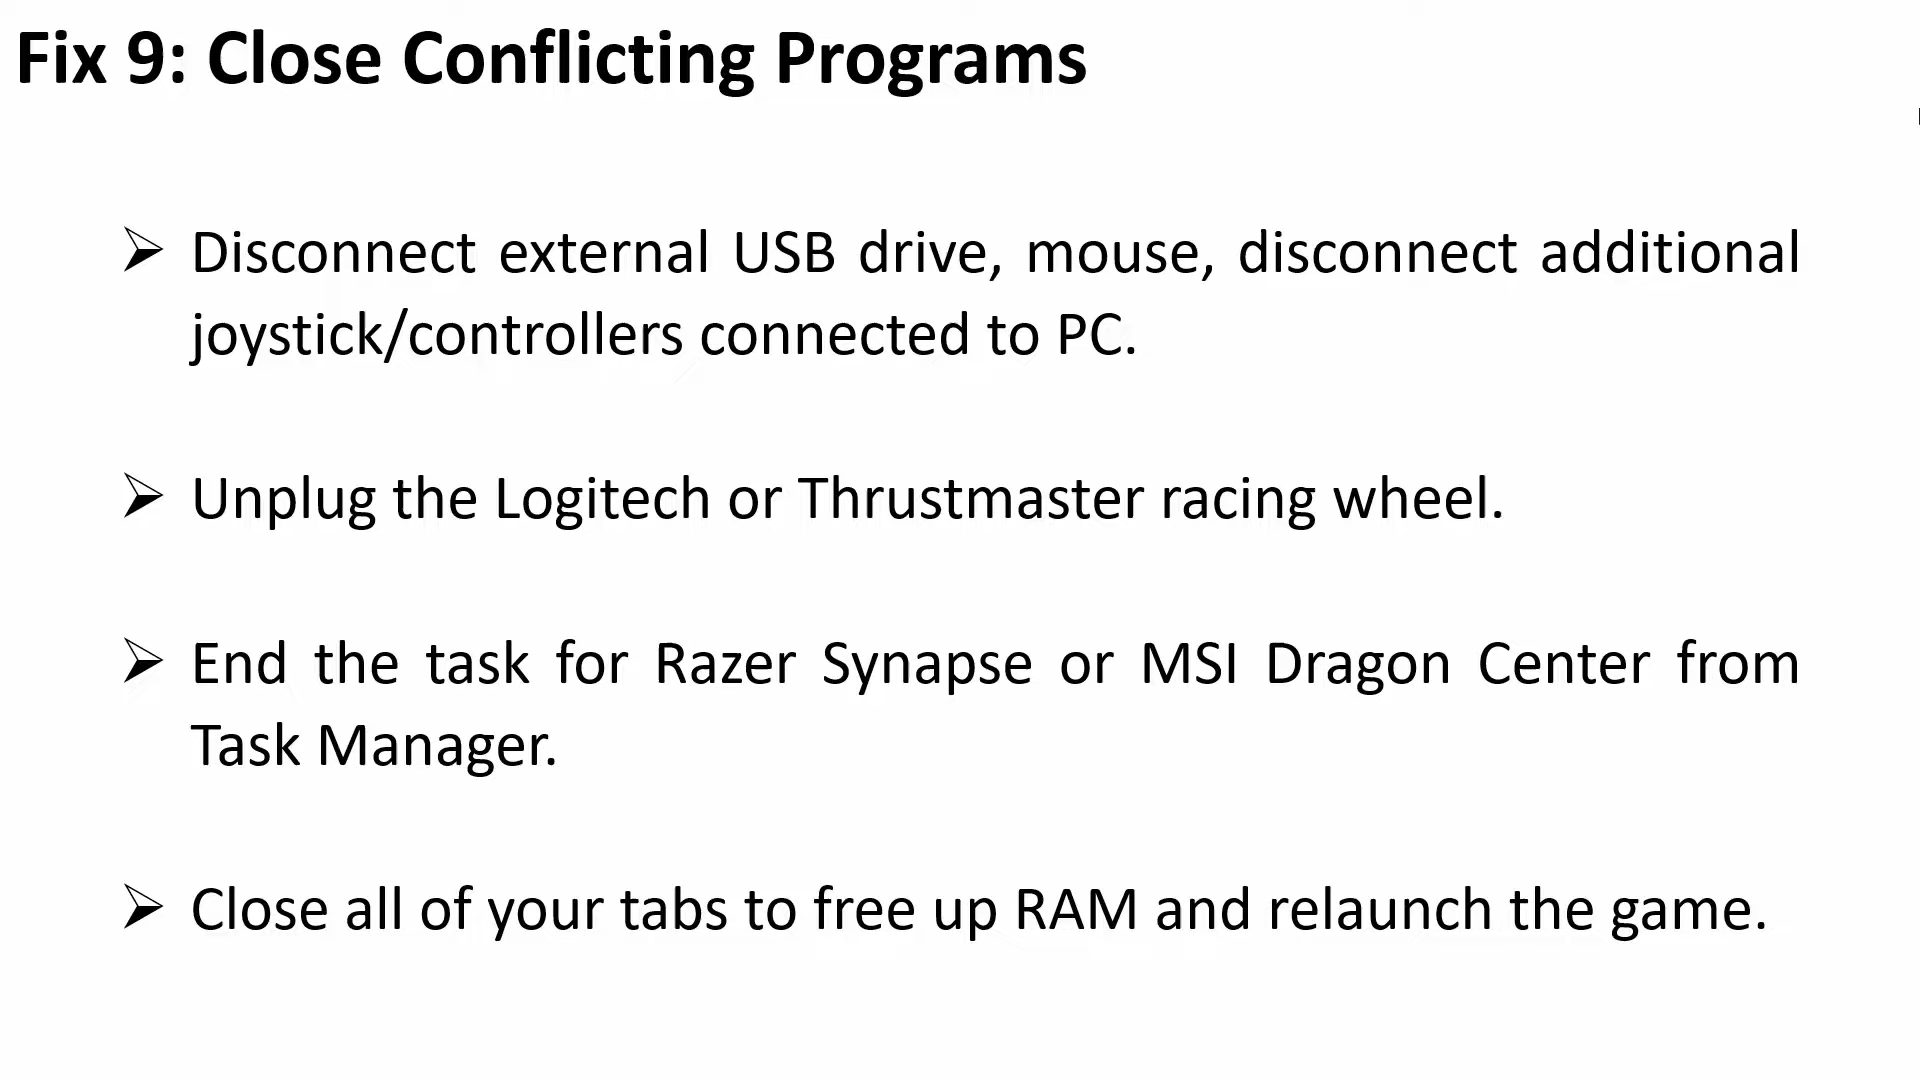 Fix 9: Close Conflicting Programs
➢ Disconnect external USB drive, mouse, disconnect additional
joystick/controllers connected to PC.
➢ Unplug the Logitech or Thrustmaster racing wheel.
➢ End the task for Razer Synapse or MSI Dragon Center from
Task Manager.
➢ Close all of your tabs to free up RAM and relaunch the game.